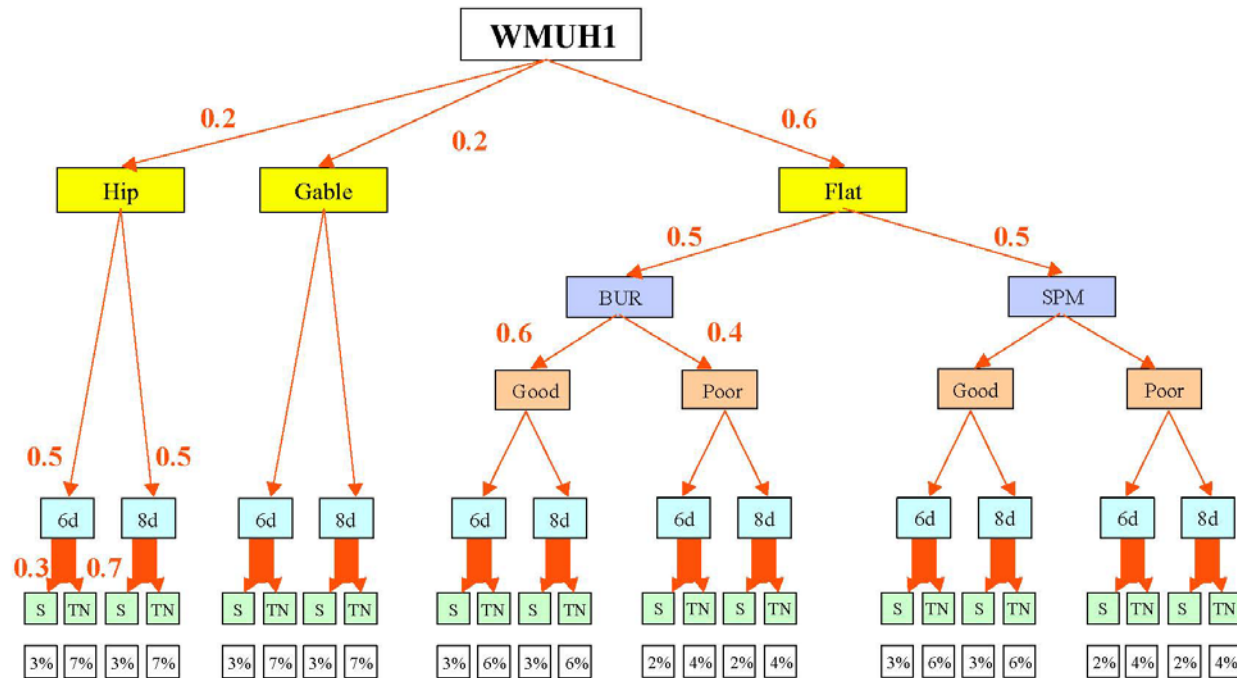 WMUH1
0.2
0.2
0.6
Hip
Gable
Flat
0.5
0.5
BUR
SPM
0.6
0.4
Good
Poor
Good
Poor
0.5
0.5
6d
8d
6d
8d
6d
8d
6d
8d
6d
8d
6d
8d
0.3
0.7
S
TN
S
TN
S
TN
S
TN
S
TN
S
TN
S
TN
S
TN
S
TN
S
TN
S
TN
S
TN
3%
7%
3%
7%
3%
7%
3%
7%
3%
6%
3%
6%
2%
4%
2%
4%
3%
6%
3%
6%
2%
4%
2%
4%